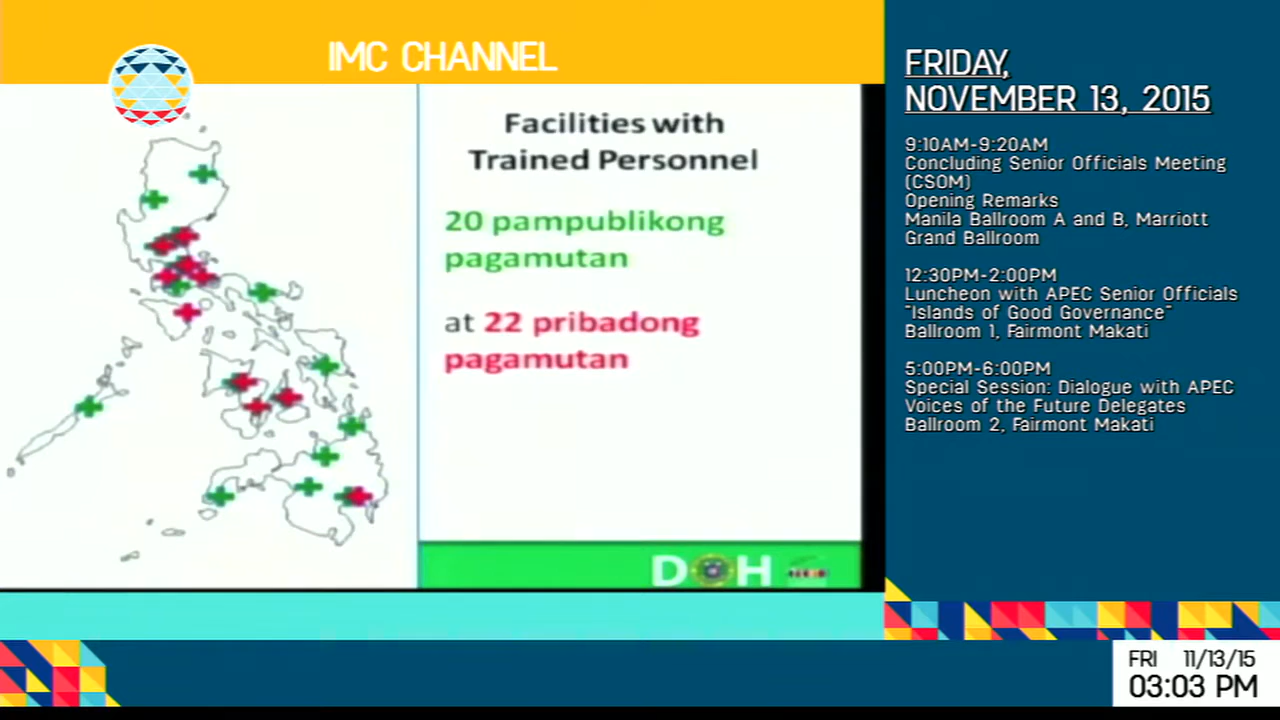 IMC CHANNEL
Facilities with
Trained Personnel
20 pampublikong
pagamutan
at 22 pribadong
pagamutan
DOH
FRIDAY,
NOVEMBER 13, 2015
9:10AM-9:20AM
Concluding Senior Officials Meeting
(CSOM)
Opening Remarks
Manila Ballroom A and B, Marriott
Grand Ballroom
12:30PM-2:00PM
Luncheon with APEC Senior Officials
"Islands of Good Governance"
Ballroom 1, Fairmont Makati
5:00PM-6:00PM
Special Session: Dialogue with APEC
Voices of the Future Delegates
Ballroom 2, Fairmont Makati
FRI 11/13/15
03:03 PM